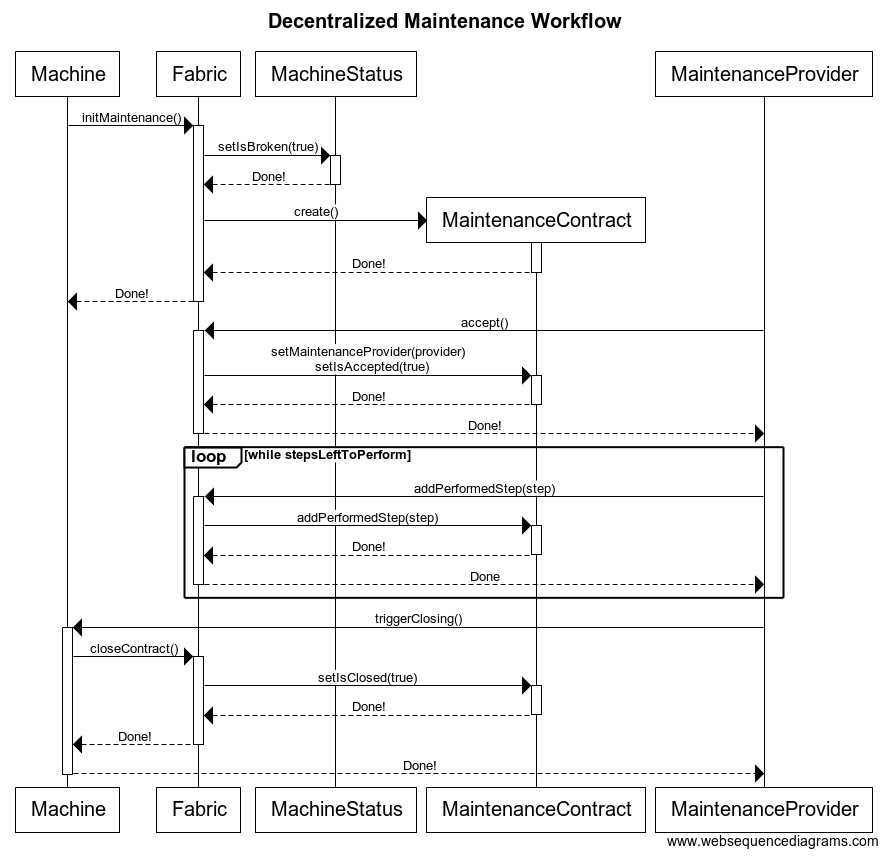 Decentralized Maintenance Workflow
Machine
Fabric
MachineStatus
MaintenanceProvider
initMaintenance()
setIsBroken(true)
Done!
create()
MaintenanceContract
Done!
Done!
accept()
setMaintenanceProvider(provider)
setIsAccepted(true)
Done!
Done!
loop
[while stepsLeftToPerform]
addPerformedStep(step)
addPerformedStep(step)
Done!
Done
triggerClosing()
closeContract()
setIsClosed(true)
Done!
Done!
Done!
Machine
Fabric
MachineStatus
MaintenanceContract
MaintenanceProvider
www.websequencediagrams.com